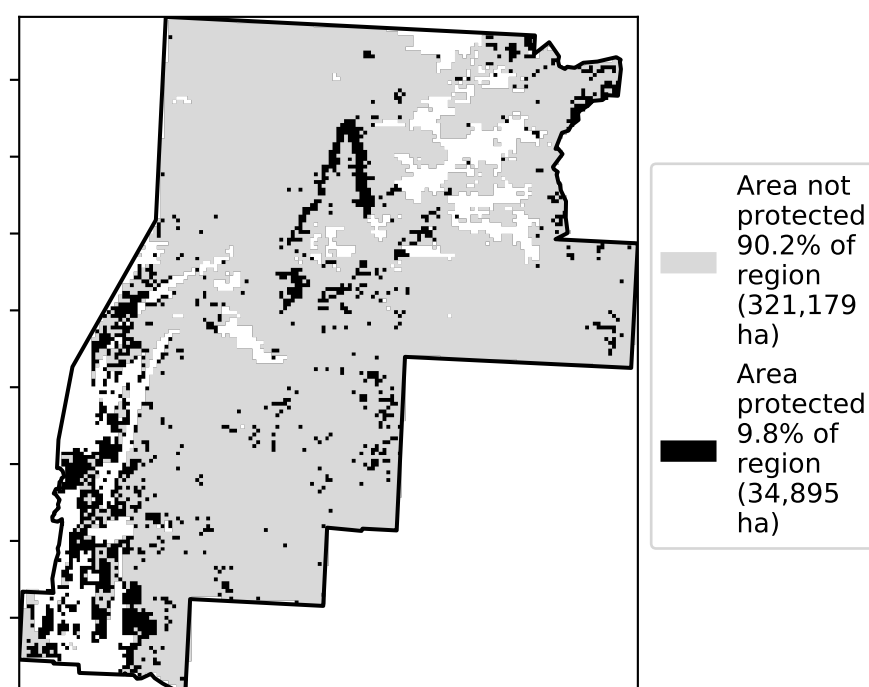 Area not
protected
90.2% of
region
(321,179
ha)
Area
protected
9.8% of
region
(34,895
ha)